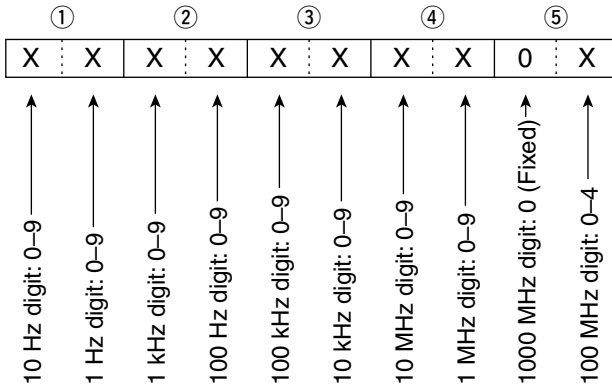 ① ② ③ ④ ⑤
X X X X X X X X 0 X
10 Hz digit: 0–9
1 Hz digit: 0–9
1 kHz digit: 0–9
100 Hz digit: 0–9
100 kHz digit: 0–9
10 kHz digit: 0–9
10 MHz digit: 0–9
1 MHz digit: 0–9
1000 MHz digit: 0 (Fixed)
100 MHz digit: 0–4